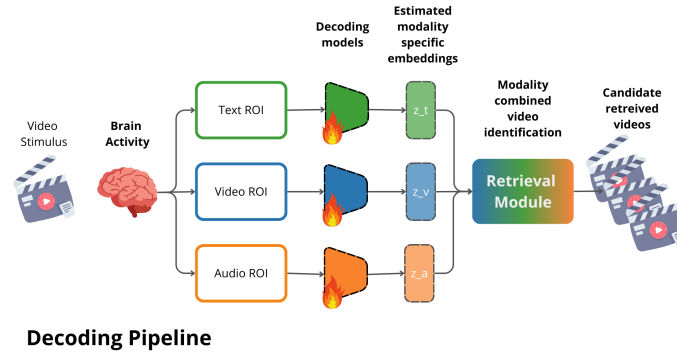 Video
Stimulus
Brain
Activity
Text ROI
Video ROI
Audio ROI
Decoding
models
Estimated
modality
specific
embeddings
z_t
z_v
z_a
Modality
combined
video
identification
Retrieval
Module
Candidate
retreived
videos
Decoding Pipeline